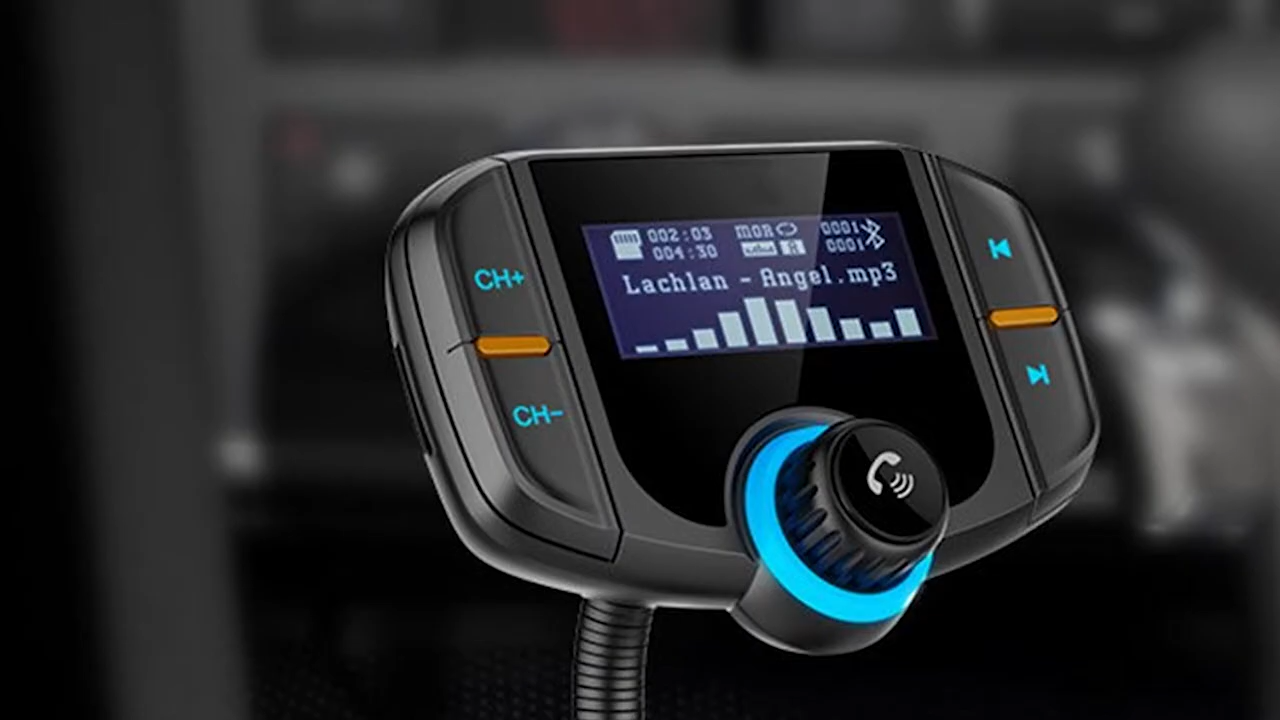 CH+
CH−
002:03 mOR 0001
004:30 A 0001
Lachlan - Angel.mp3